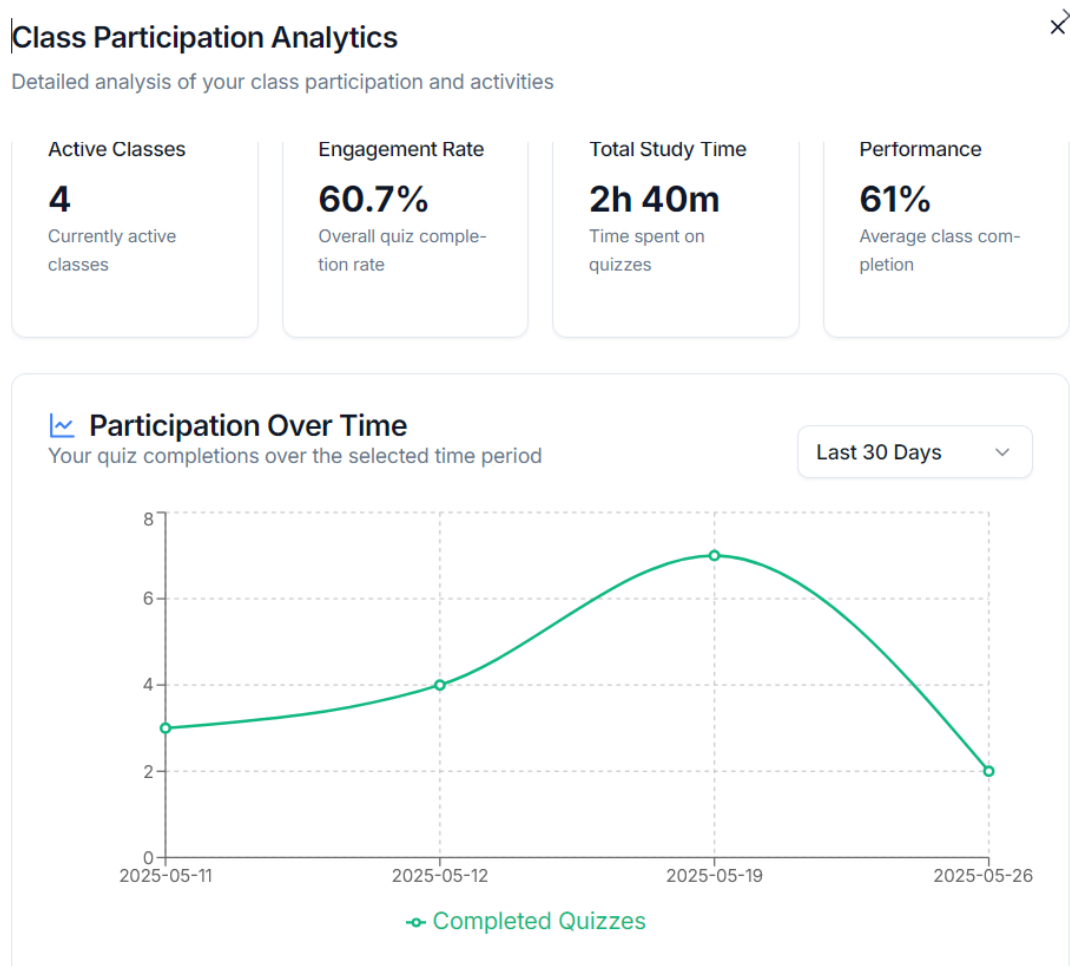 Class Participation Analytics
Detailed analysis of your class participation and activities
Active Classes
4
Currently active
classes
Engagement Rate
60.7%
Overall quiz comple-
tion rate
Total Study Time
2h 40m
Time spent on
quizzes
Performance
61%
Average class com-
pletion
Participation Over Time
Your quiz completions over the selected time period
Last 30 Days
8
6
4
2
0
2025-05-11
2025-05-12
2025-05-19
2025-05-26
Completed Quizzes